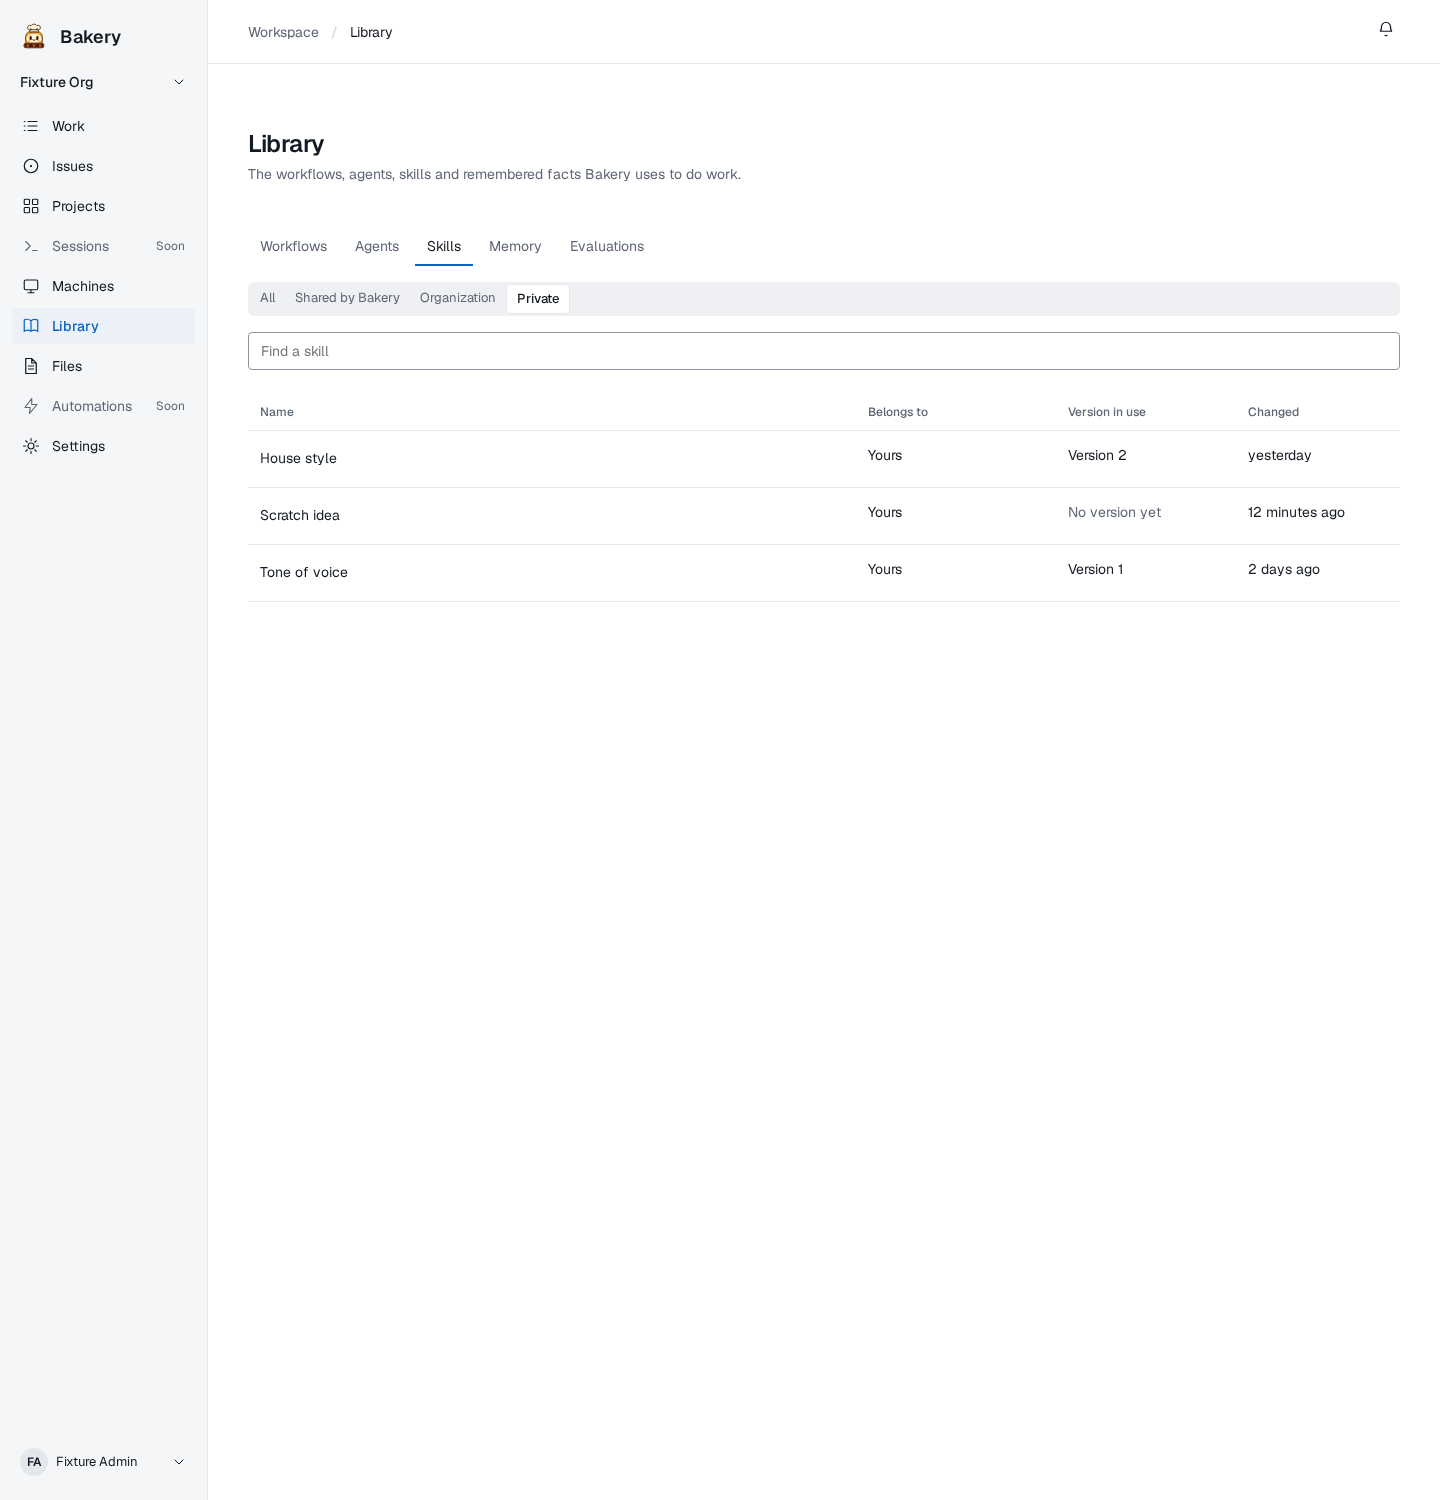 Bakery
Fixture Org
Work
Issues
Projects
Sessions Soon
Machines
Library
Files
Automations Soon
Settings
FA Fixture Admin
Workspace / Library
Library
The workflows, agents, skills and remembered facts Bakery uses to do work.
Workflows Agents Skills Memory Evaluations
All Shared by Bakery Organization Private
Find a skill
Name Belongs to Version in use Changed
House style Yours Version 2 yesterday
Scratch idea Yours No version yet 12 minutes ago
Tone of voice Yours Version 1 2 days ago